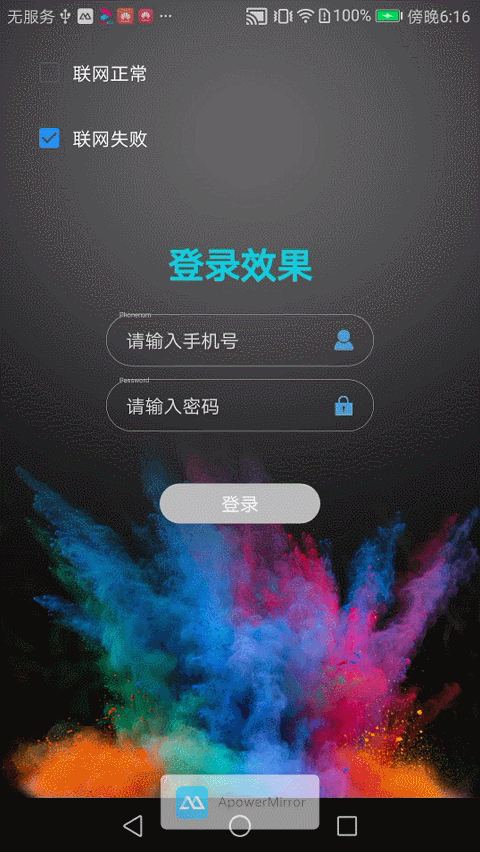 无服务 100% 傍晚6:16
联网正常
联网失败
登录效果
Phonenum
请输入手机号
Password
请输入密码
登录
ApowerMirror